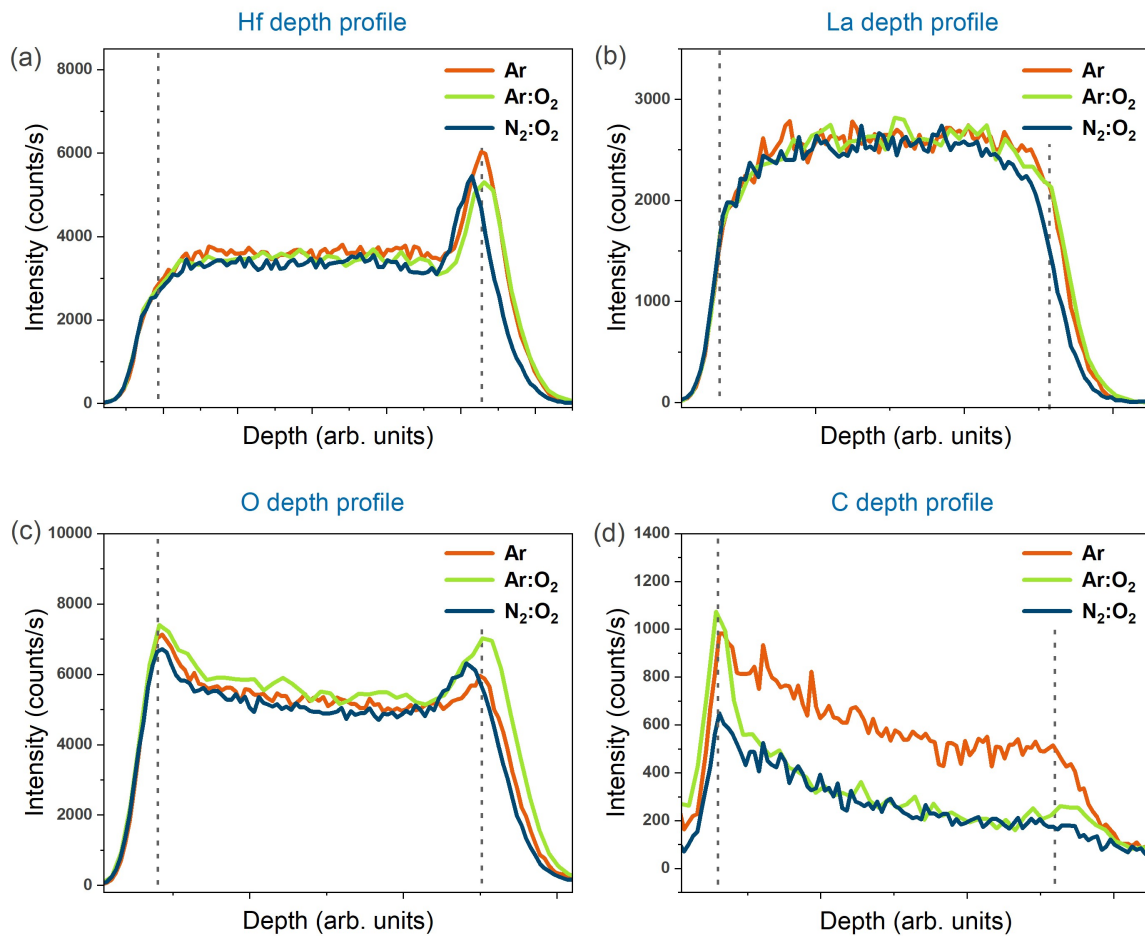 Hf depth profile
(a)
8000
6000
4000
2000
0
Intensity (counts/s)
Ar
Ar:O₂
N₂:O₂
Depth (arb. units)
La depth profile
(b)
3000
2000
1000
0
Intensity (counts/s)
Ar
Ar:O₂
N₂:O₂
Depth (arb. units)
O depth profile
(c)
10000
8000
6000
4000
2000
0
Intensity (counts/s)
Ar
Ar:O₂
N₂:O₂
Depth (arb. units)
C depth profile
(d)
1400
1200
1000
800
600
400
200
0
Intensity (counts/s)
Ar
Ar:O₂
N₂:O₂
Depth (arb. units)